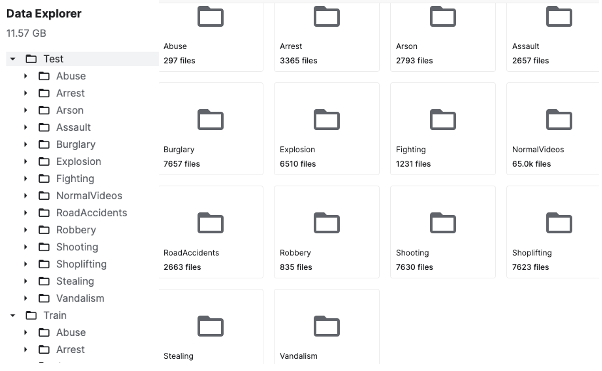 Data Explorer
11.57 GB
Test
Abuse
Arrest
Arson
Assault
Burglary
Explosion
Fighting
NormalVideos
RoadAccidents
Robbery
Shooting
Shoplifting
Stealing
Vandalism
Train
Abuse
Arrest
Abuse
297 files
Arrest
3365 files
Arson
2793 files
Assault
2657 files
Burglary
7657 files
Explosion
6510 files
Fighting
1231 files
NormalVideos
65.0k files
RoadAccidents
2663 files
Robbery
835 files
Shooting
7630 files
Shoplifting
7623 files
Stealing
Vandalism